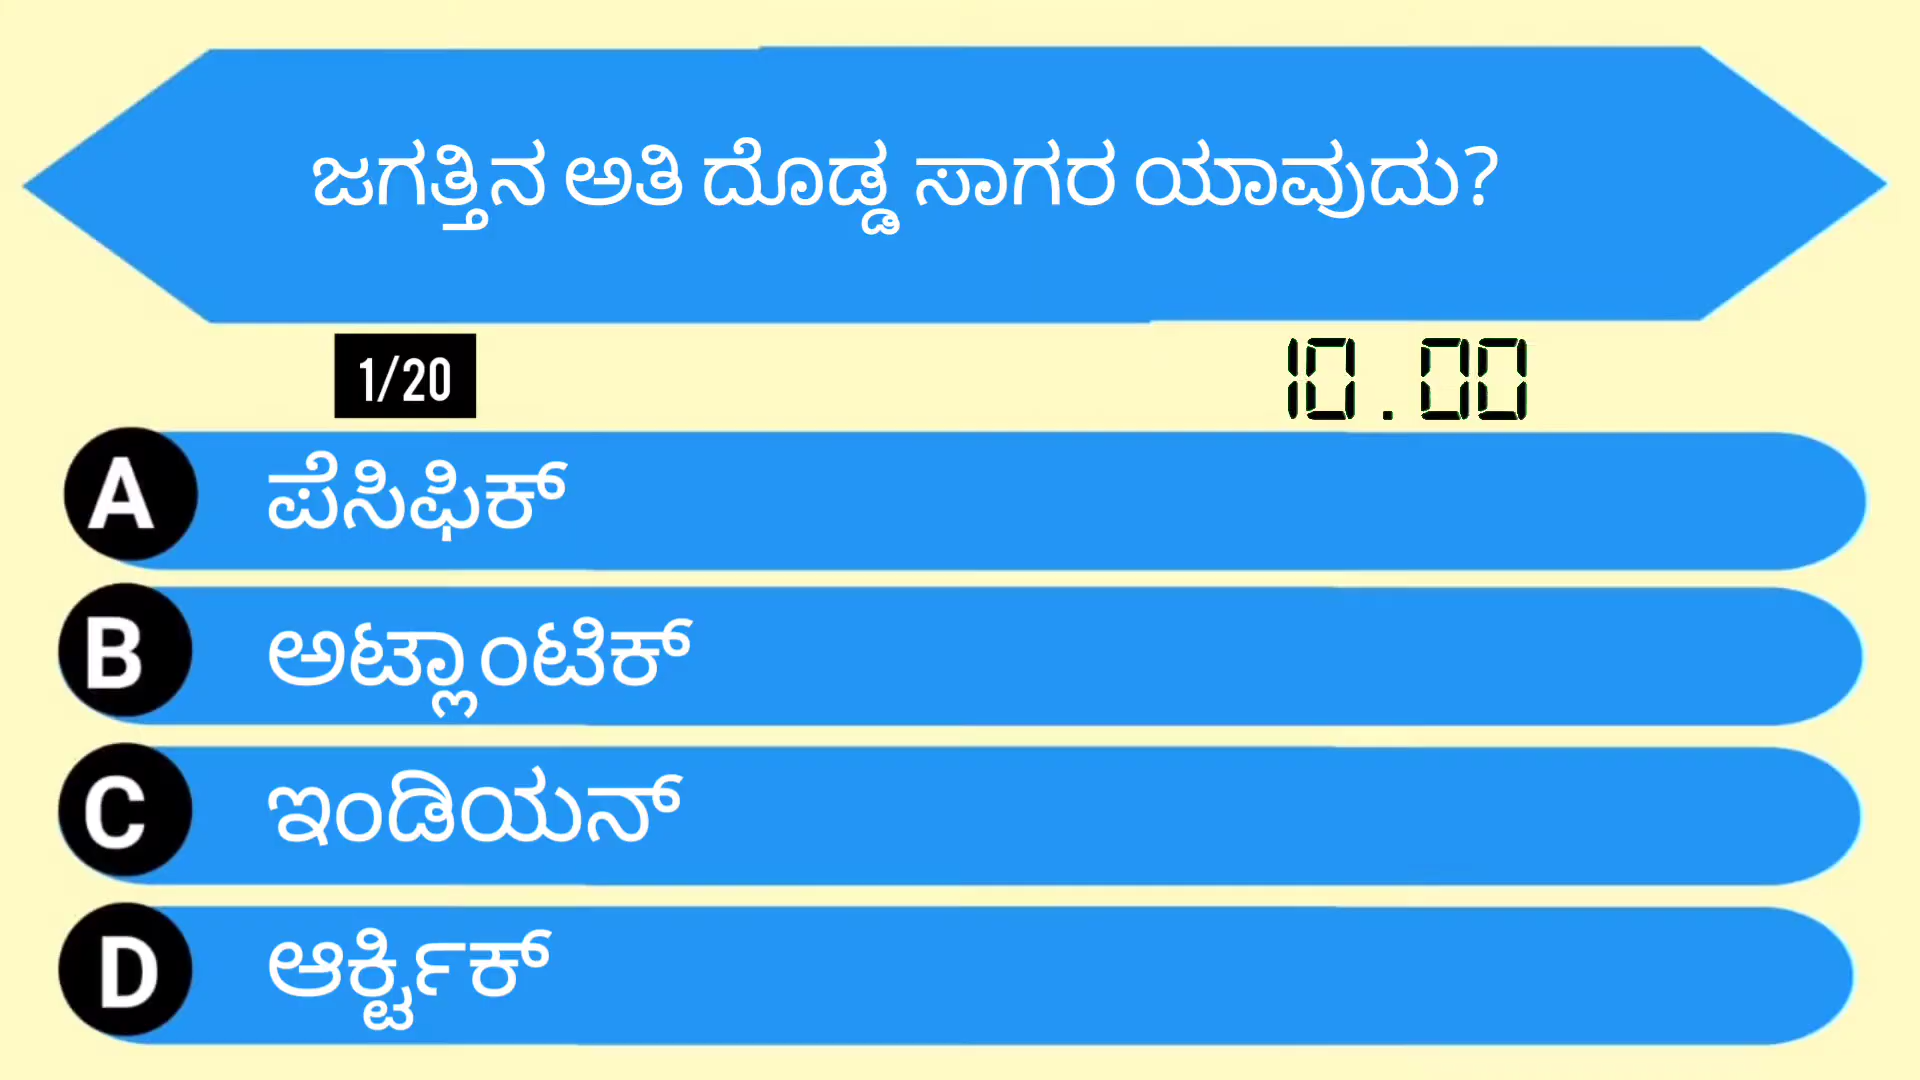 ಜಗತ್ತಿನ ಅತಿ ದೊಡ್ಡ ಸಾಗರ ಯಾವುದು?
1/20
10.00
A ಪೆಸಿಫಿಕ್
B ಅಟ್ಲಾಂಟಿಕ್
C ಇಂಡಿಯನ್
D ಆರ್ಕ್ಟಿಕ್